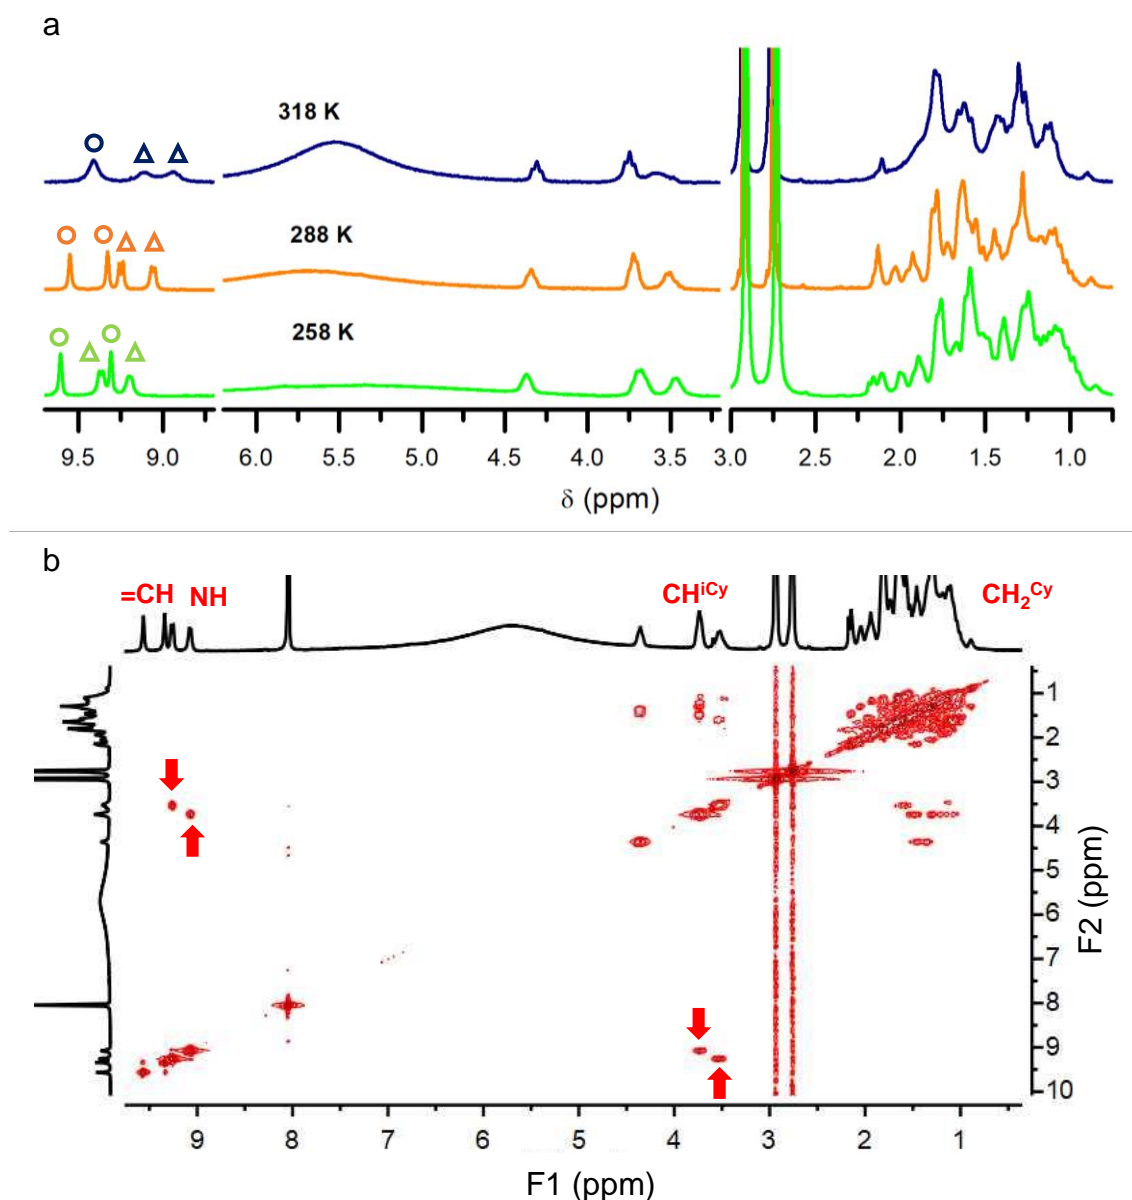 a
318 K
288 K
258 K
9.5 9.0 6.0 5.5 5.0 4.5 4.0 3.5 3.0 2.5 2.0 1.5 1.0
δ (ppm)
b
=CH NH CHiCy CH2Cy
1
2
3
4
5
6
7
8
9
10
F2 (ppm)
9 8 7 6 5 4 3 2 1
F1 (ppm)